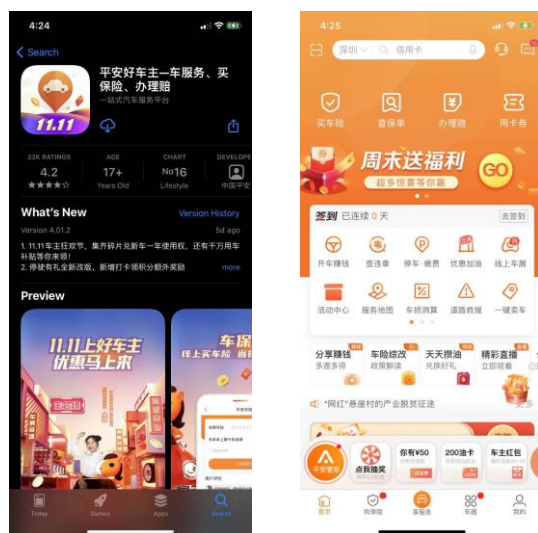 4:24
Search
平安好车主—车服务、买
保险、办理赔
一站式汽车服务平台
11.11
32K RATINGS
4.2
★★★★☆
AGE
17+
Years Old
CHART
No16
Lifestyle
DEVELOPE
中国平安
What's New
Version History
Version 4.01.2
5d ago
1. 11.11车主狂欢节，集齐碎片兑新车一年使用权，还有千万用车
补贴等你来领!
2. 停驶有礼全新改版，新增打卡领积分额外奖励
more
Preview
11.11上好车主
优惠马上来
车保
线上买车险
Today
Games
Apps
Search
4:25
深圳
信用卡
买车险
查保单
办理赔
用卡券
周末送福利
超多惊喜等你赢
GO
签到 已连续 0 天
去签到
开车赚钱
查违章
停车·缴费
优惠加油
线上车展
活动中心
服务地图
车损测算
道路救援
一键卖车
分享赚钱
多邀多得
车险综改
政策解读
天天攒油
兑换好礼
精彩直播
立即观看
“网红”悬崖村的产业脱贫征途
更多
平安管家
点我抽奖
你有¥50
200油卡
车主红包
首页
找保险
享服务
车圈
我的